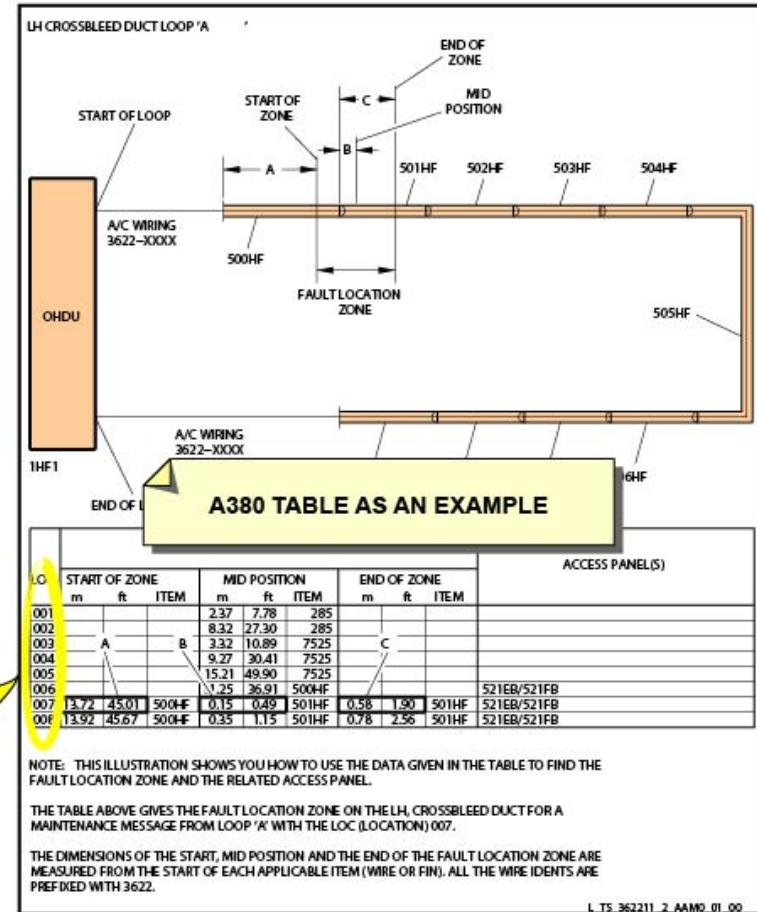 LH CROSSBLEED DUCT LOOP 'A '
END OF
ZONE
START OF LOOP
START OF
ZONE
C
MID
POSITION
B
A
501HF
502HF
503HF
504HF
A/C WIRING
3622-XXXX
500HF
FAULT LOCATION
ZONE
OHDU
505HF
A/C WIRING
3622-XXXX
1HF1
6HF
END OF L
A380 TABLE AS AN EXAMPLE
ACCESS PANEL(S)
LO START OF ZONE MID POSITION END OF ZONE
m ft ITEM m ft ITEM m ft ITEM
001 2.37 7.78 285
002 8.32 27.30 285
003 A B 3.32 10.89 7525 C
004 9.27 30.41 7525
005 15.21 49.90 7525
006 1.25 36.91 500HF 521EB/521FB
007 13.72 45.01 500HF 0.15 0.49 501HF 0.58 1.90 501HF 521EB/521FB
008 13.92 45.67 500HF 0.35 1.15 501HF 0.78 2.56 501HF 521EB/521FB
NOTE: THIS ILLUSTRATION SHOWS YOU HOW TO USE THE DATA GIVEN IN THE TABLE TO FIND THE
FAULT LOCATION ZONE AND THE RELATED ACCESS PANEL.
THE TABLE ABOVE GIVES THE FAULT LOCATION ZONE ON THE LH, CROSSBLEED DUCT FOR A
MAINTENANCE MESSAGE FROM LOOP 'A' WITH THE LOC (LOCATION) 007.
THE DIMENSIONS OF THE START, MID POSITION AND THE END OF THE FAULT LOCATION ZONE ARE
MEASURED FROM THE START OF EACH APPLICABLE ITEM (WIRE OR FIN). ALL THE WIRE IDENTS ARE
PREFIXED WITH 3622.
L_TS_362211_2_AAM0_01_00